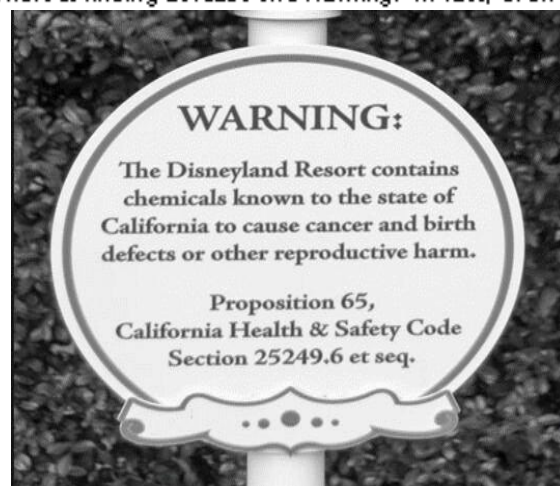 WARNING:
The Disneyland Resort contains
chemicals known to the state of
California to cause cancer and birth
defects or other reproductive harm.
Proposition 65,
California Health & Safety Code
Section 25249.6 et seq.